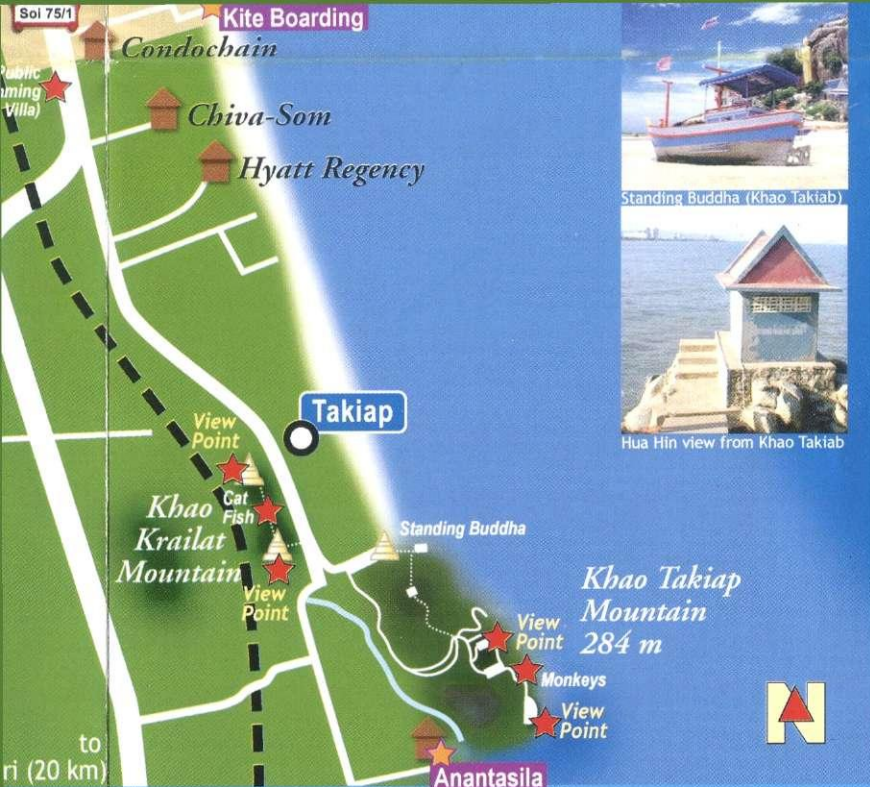 Soi 75/1
Kite Boarding
Condochain
Public
Villa)
Chiva-Som
Hyatt Regency
Standing Buddha (Khao Takiab)
Hua Hin view from Khao Takiab
Takiap
View
Point
Cat
Fish
Khao
Krailat
Mountain
View
Point
Standing Buddha
Khao Takiap
Mountain
284 m
View
Point
Monkeys
View
Point
N
to
ri (20 km)
Anantasila